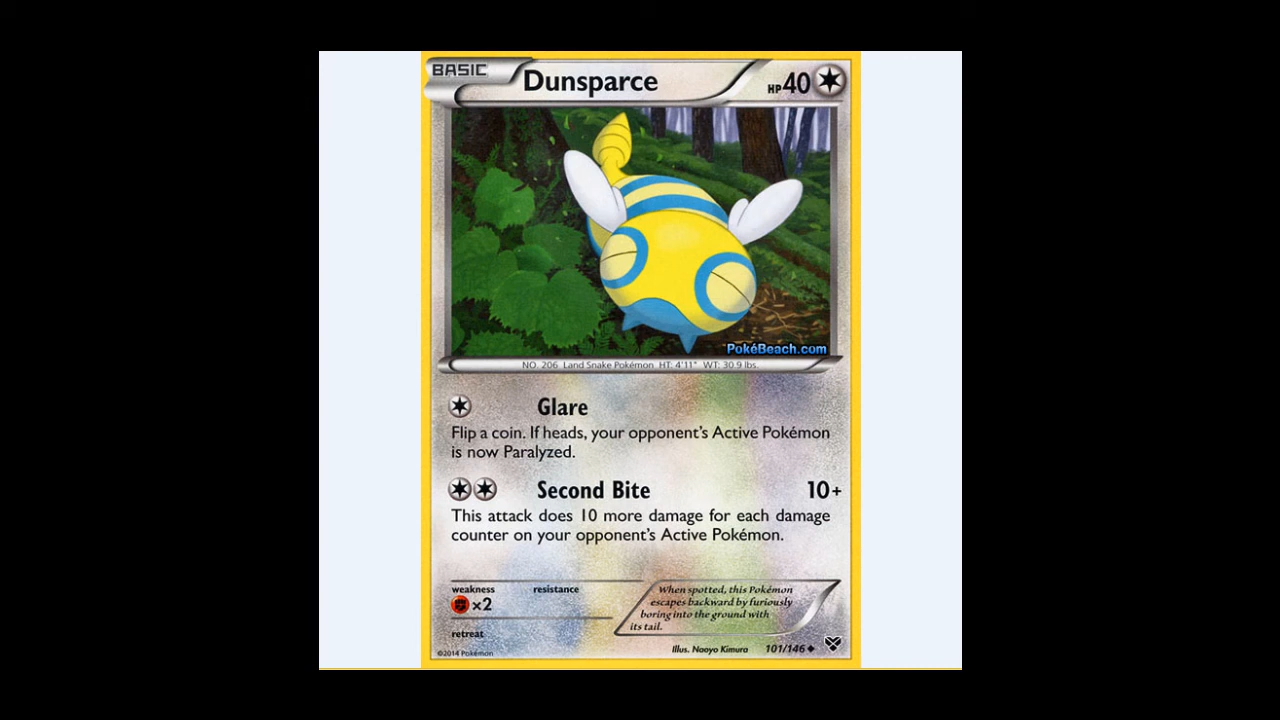 BASIC
Dunsparce
HP40
PokéBeach.com
NO. 206 Land Snake Pokémon HT: 4'11" WT: 30.9 lbs.
Glare
Flip a coin. If heads, your opponent's Active Pokémon
is now Paralyzed.
Second Bite 10+
This attack does 10 more damage for each damage
counter on your opponent's Active Pokémon.
weakness resistance
×2
retreat
When spotted, this Pokémon
escapes backward by furiously
boring into the ground with
its tail.
©2014 Pokémon
Illus. Naoyo Kimura 101/146